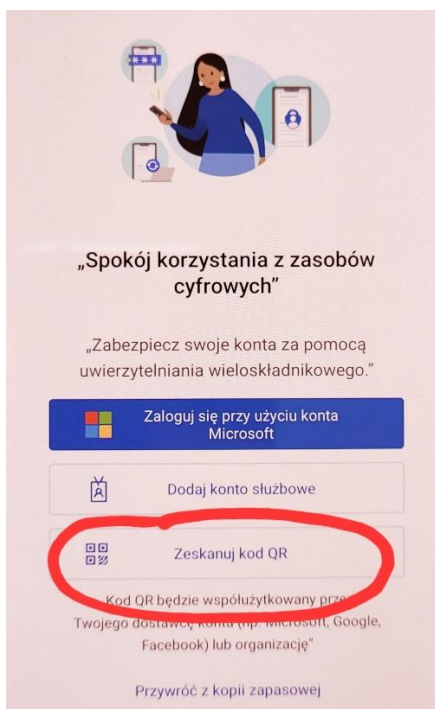 „Spokój korzystania z zasobów
cyfrowych”
„Zabezpiecz swoje konta za pomocą
uwierzytelniania wieloskładnikowego.”
Zaloguj się przy użyciu konta
Microsoft
Dodaj konto służbowe
Zeskanuj kod QR
Kod QR będzie współużytkowany przez
Twojego dostawcę konta (np. Microsoft, Google,
Facebook) lub organizację“
Przywróć z kopii zapasowej